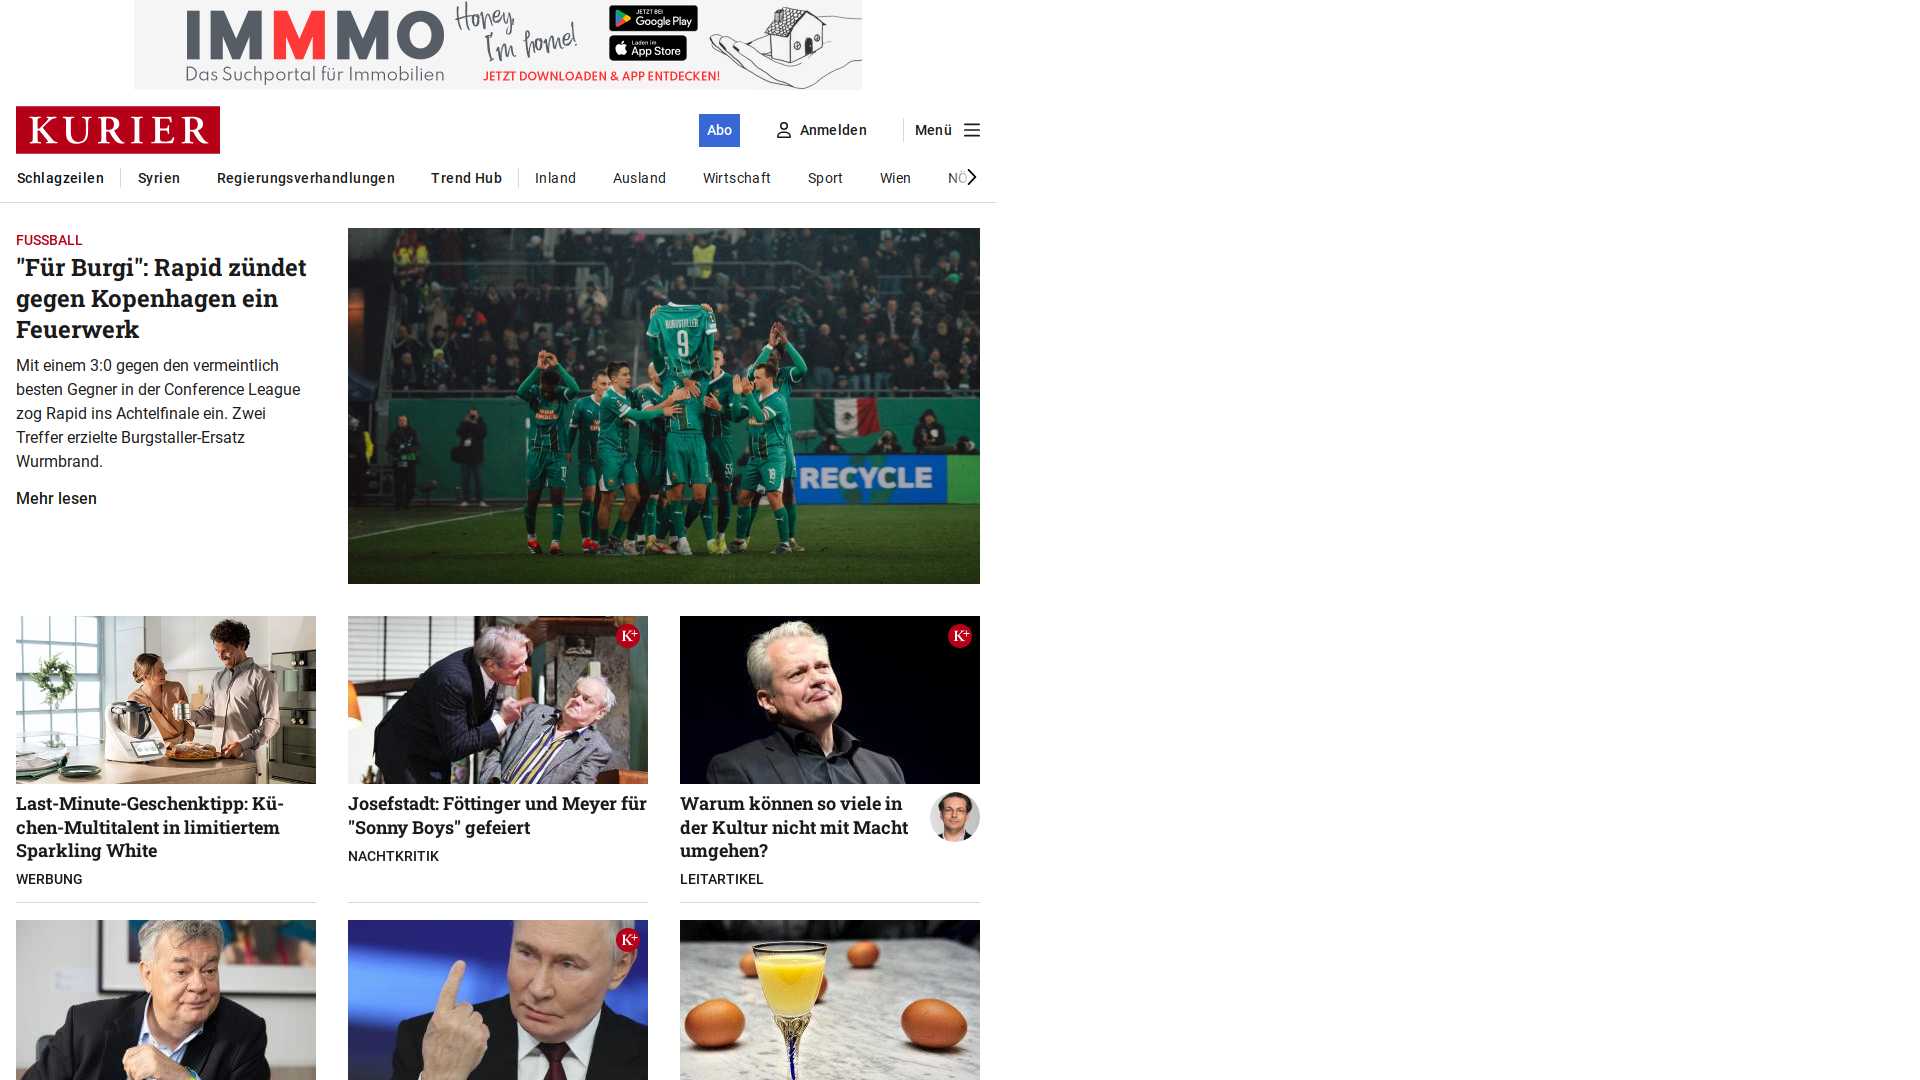 IMMMO
Das Suchportal für Immobilien
Honey,
I'm home!
JETZT BEI
Google Play
Laden im
App Store
JETZT DOWNLOADEN & APP ENTDECKEN!
KURIER
Abo
Anmelden
Menü
Schlagzeilen
Syrien
Regierungsverhandlungen
Trend Hub
Inland
Ausland
Wirtschaft
Sport
Wien
NÖ
FUSSBALL
"Für Burgi": Rapid zündet
gegen Kopenhagen ein
Feuerwerk
Mit einem 3:0 gegen den vermeintlich
besten Gegner in der Conference League
zog Rapid ins Achtelfinale ein. Zwei
Treffer erzielte Burgstaller-Ersatz
Wurmbrand.
Mehr lesen
BURGSTALLER
9
RECYCLE
18
K+
K+
Last-Minute-Geschenktipp: Kü-
chen-Multitalent in limitiertem
Sparkling White
WERBUNG
Josefstadt: Föttinger und Meyer für
"Sonny Boys" gefeiert
NACHTKRITIK
Warum können so viele in
der Kultur nicht mit Macht
umgehen?
LEITARTIKEL
K+